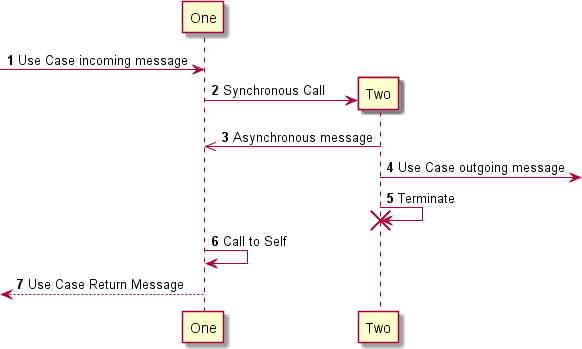 One
1 Use Case incoming message
2 Synchronous Call
Two
3 Asynchronous message
4 Use Case outgoing message
5 Terminate
6 Call to Self
7 Use Case Return Message
One
Two